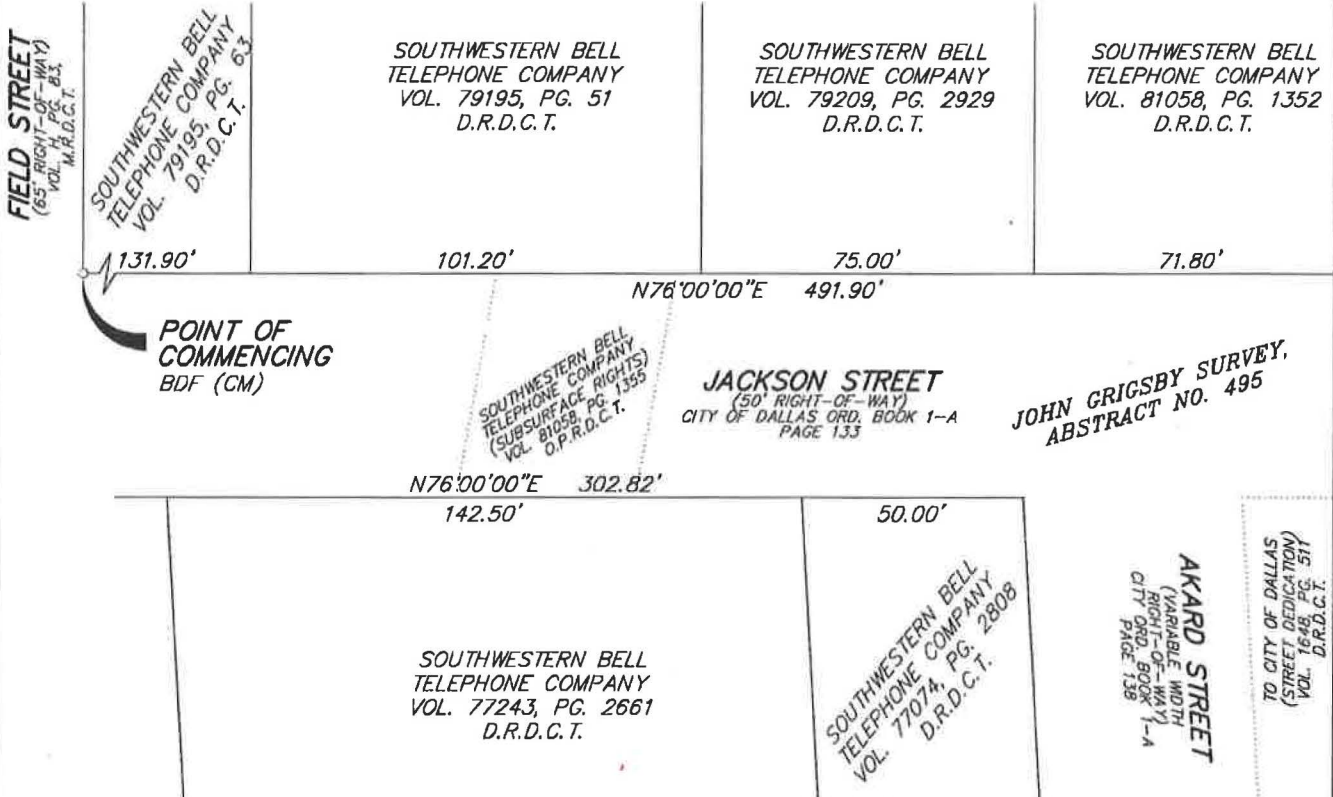 FIELD STREET
(65' RIGHT-OF-WAY)
VOL. H, PG. 83,
M.R.D.C.T.
SOUTHWESTERN BELL
TELEPHONE COMPANY
VOL. 79195, PG. 63
D.R.D.C.T.
SOUTHWESTERN BELL
TELEPHONE COMPANY
VOL. 79195, PG. 51
D.R.D.C.T.
SOUTHWESTERN BELL
TELEPHONE COMPANY
VOL. 79209, PG. 2929
D.R.D.C.T.
SOUTHWESTERN BELL
TELEPHONE COMPANY
VOL. 81058, PG. 1352
D.R.D.C.T.
131.90'
101.20'
75.00'
71.80'
N76°00'00"E 491.90'
POINT OF
COMMENCING
BDF (CM)
SOUTHWESTERN BELL
TELEPHONE COMPANY
(SUBSURFACE RIGHTS)
VOL. 81058, PG. 1355
O.P.R.D.C.T.
JACKSON STREET
(50' RIGHT-OF-WAY)
CITY OF DALLAS ORD. BOOK 1-A
PAGE 133
JOHN GRIGSBY SURVEY,
ABSTRACT NO. 495
N76°00'00"E 302.82'
142.50'
50.00'
SOUTHWESTERN BELL
TELEPHONE COMPANY
VOL. 77243, PG. 2661
D.R.D.C.T.
SOUTHWESTERN BELL
TELEPHONE COMPANY
VOL. 77074, PG. 2808
D.R.D.C.T.
AKARD STREET
(VARIABLE WIDTH
RIGHT-OF-WAY)
CITY ORD. BOOK 1-A
PAGE 138
TO CITY OF DALLAS
(STREET DEDICATION)
VOL. 1648, PG. 511
D.R.D.C.T.